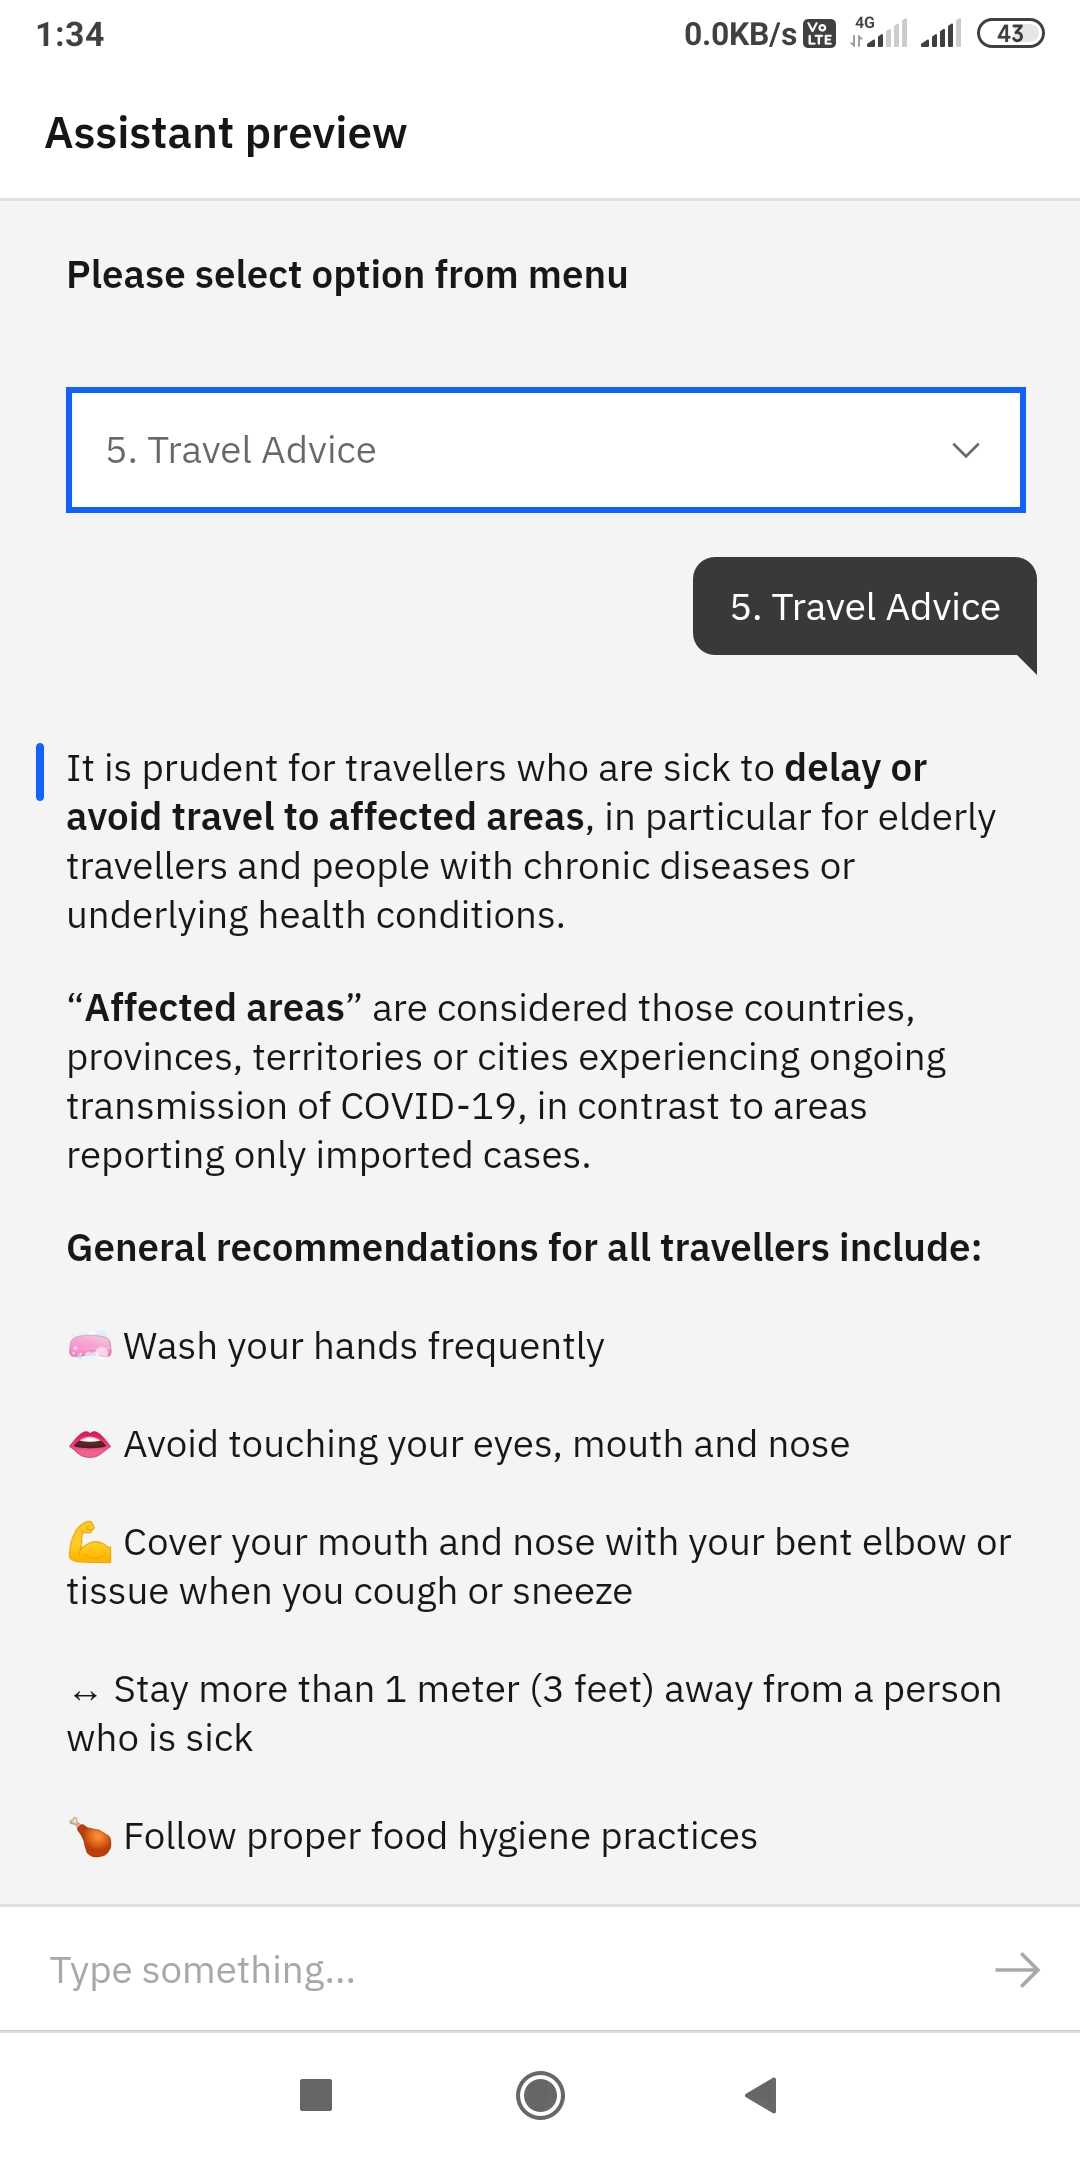 1:34
0.0KB/s Vo LTE 4G 43
Assistant preview
Please select option from menu
5. Travel Advice
5. Travel Advice
It is prudent for travellers who are sick to delay or
avoid travel to affected areas, in particular for elderly
travellers and people with chronic diseases or
underlying health conditions.
“Affected areas” are considered those countries,
provinces, territories or cities experiencing ongoing
transmission of COVID-19, in contrast to areas
reporting only imported cases.
General recommendations for all travellers include:
🧼 Wash your hands frequently
👄 Avoid touching your eyes, mouth and nose
💪 Cover your mouth and nose with your bent elbow or
tissue when you cough or sneeze
↔ Stay more than 1 meter (3 feet) away from a person
who is sick
🍗 Follow proper food hygiene practices
Type something...